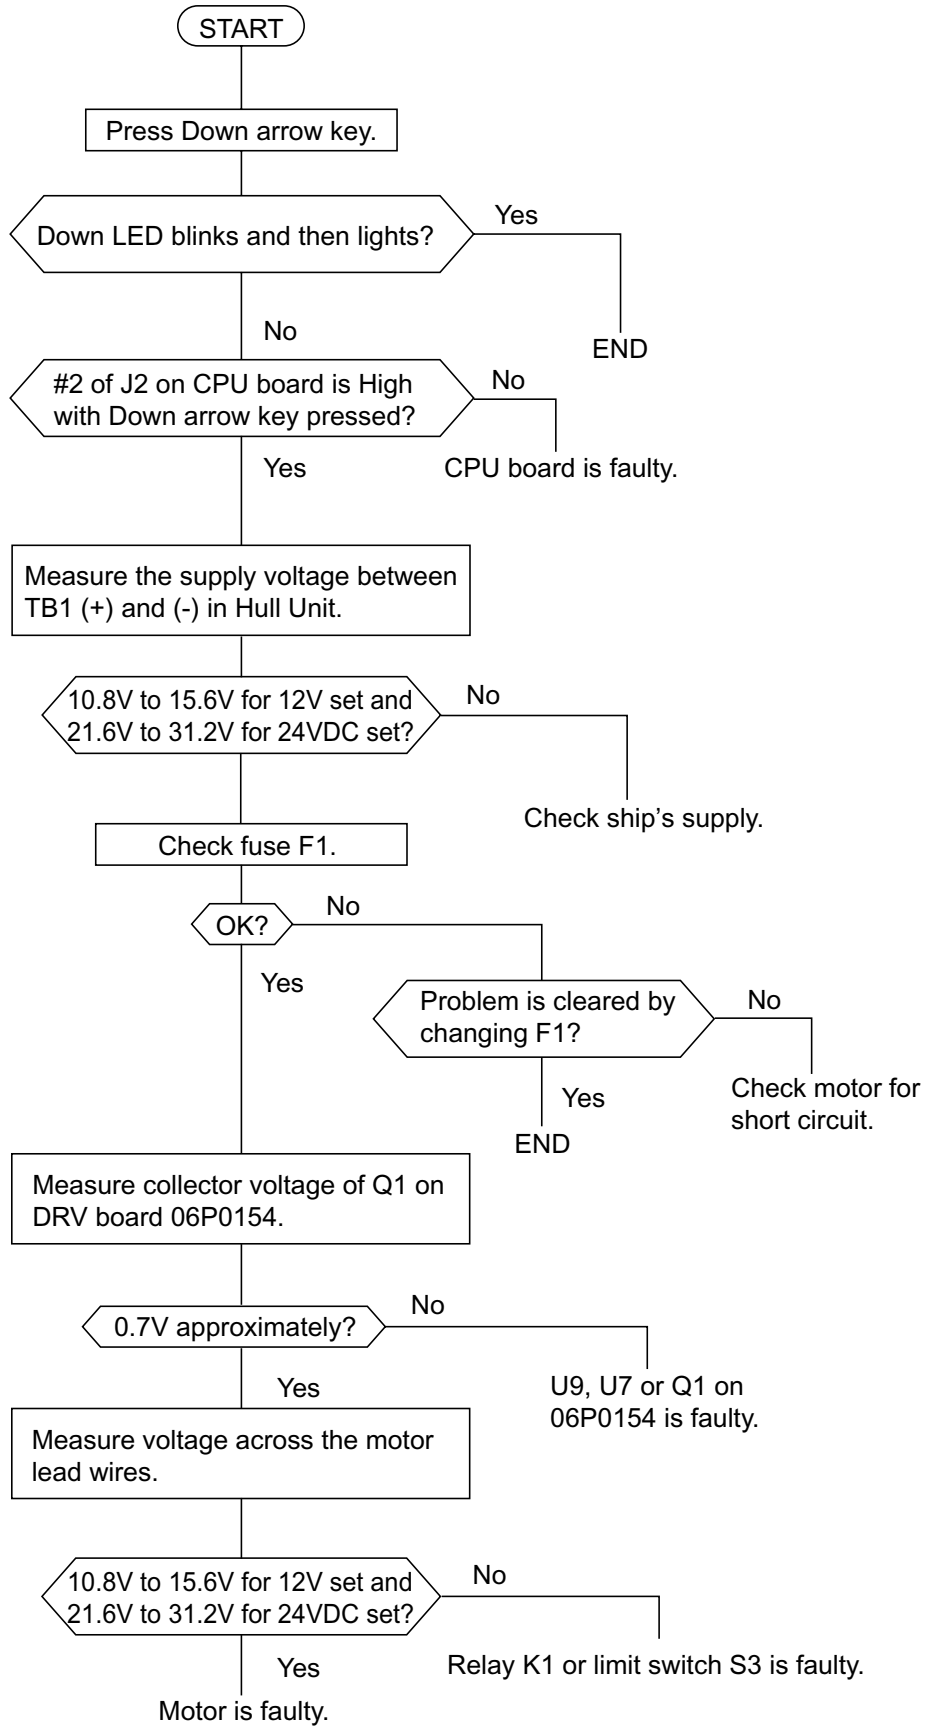 START
Press Down arrow key.
Down LED blinks and then lights?
Yes
END
No
#2 of J2 on CPU board is High
with Down arrow key pressed?
No
CPU board is faulty.
Yes
Measure the supply voltage between
TB1 (+) and (-) in Hull Unit.
10.8V to 15.6V for 12V set and
21.6V to 31.2V for 24VDC set?
No
Check ship's supply.
Check fuse F1.
OK?
No
Yes
Problem is cleared by
changing F1?
No
Check motor for
short circuit.
Yes
END
Measure collector voltage of Q1 on
DRV board 06P0154.
0.7V approximately?
No
U9, U7 or Q1 on
06P0154 is faulty.
Yes
Measure voltage across the motor
lead wires.
10.8V to 15.6V for 12V set and
21.6V to 31.2V for 24VDC set?
No
Relay K1 or limit switch S3 is faulty.
Yes
Motor is faulty.